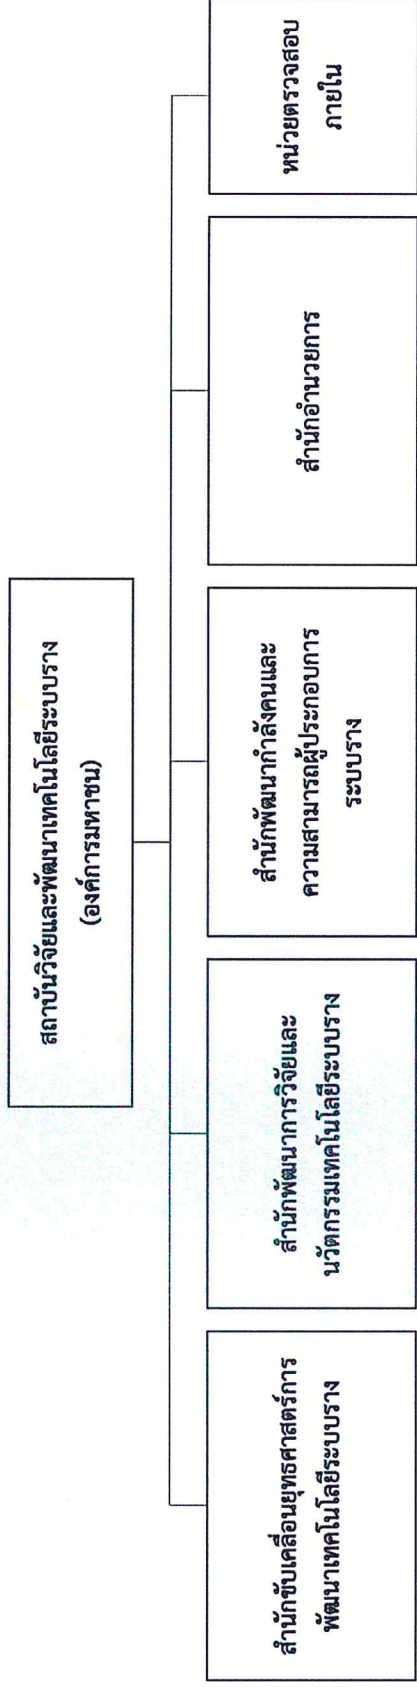 สถาบันวิจัยและพัฒนาเทคโนโลยีระบบราง
(องค์การมหาชน)
สำนักขับเคลื่อนยุทธศาสตร์การ
พัฒนาเทคโนโลยีระบบราง
สำนักพัฒนาการวิจัยและ
นวัตกรรมเทคโนโลยีระบบราง
สำนักพัฒนากำลังคนและ
ความสามารถผู้ประกอบการ
ระบบราง
สำนักอำนวยการ
หน่วยตรวจสอบ
ภายใน